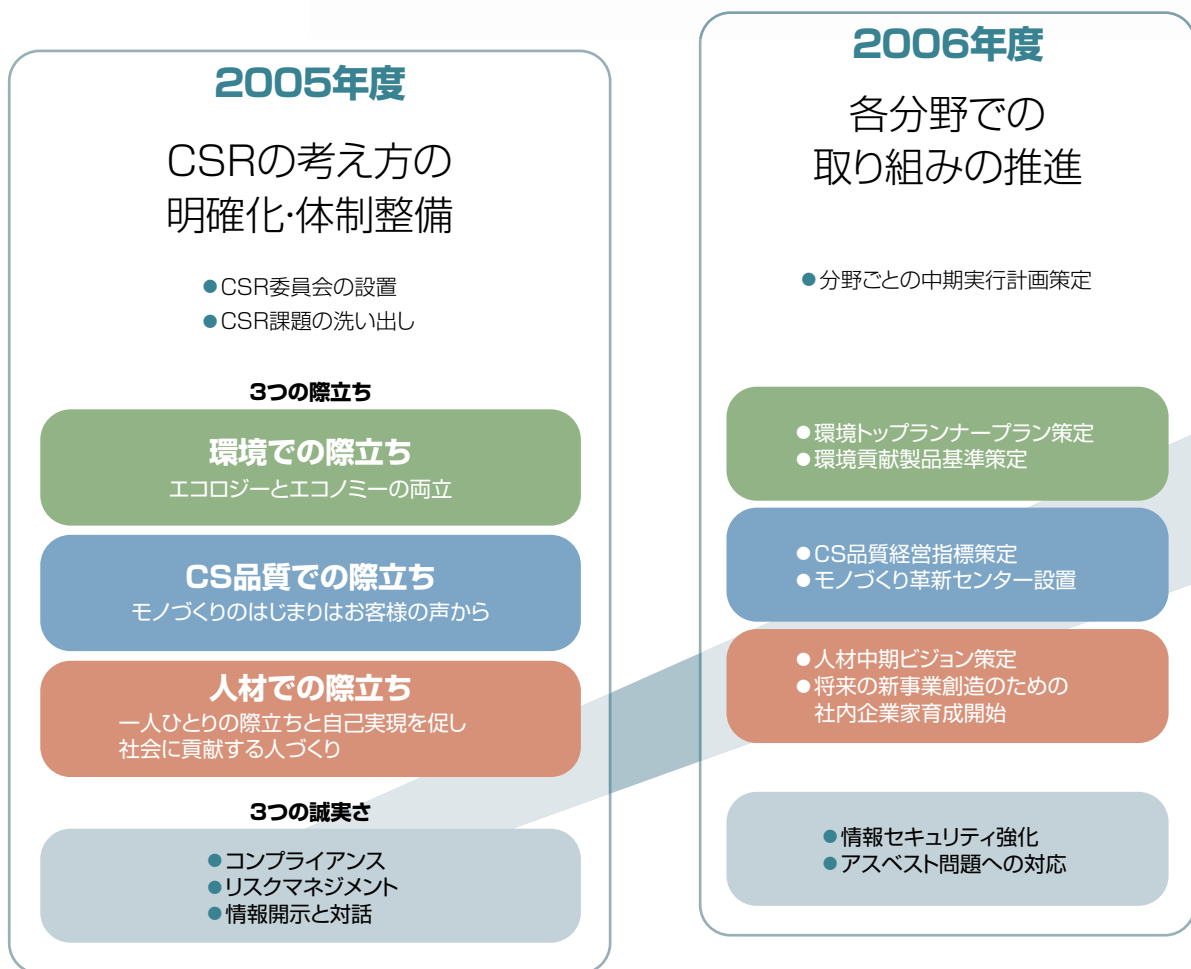 2005年度
CSRの考え方の
明確化・体制整備
●CSR委員会の設置
●CSR課題の洗い出し
3つの際立ち
環境での際立ち
エコロジーとエコノミーの両立
CS品質での際立ち
モノづくりのはじまりはお客様の声から
人材での際立ち
一人ひとりの際立ちと自己実現を促し
社会に貢献する人づくり
3つの誠実さ
●コンプライアンス
●リスクマネジメント
●情報開示と対話
2006年度
各分野での
取り組みの推進
●分野ごとの中期実行計画策定
●環境トップランナープラン策定
●環境貢献製品基準策定
●CS品質経営指標策定
●モノづくり革新センター設置
●人材中期ビジョン策定
●将来の新事業創造のための
社内企業家育成開始
●情報セキュリティ強化
●アスベスト問題への対応